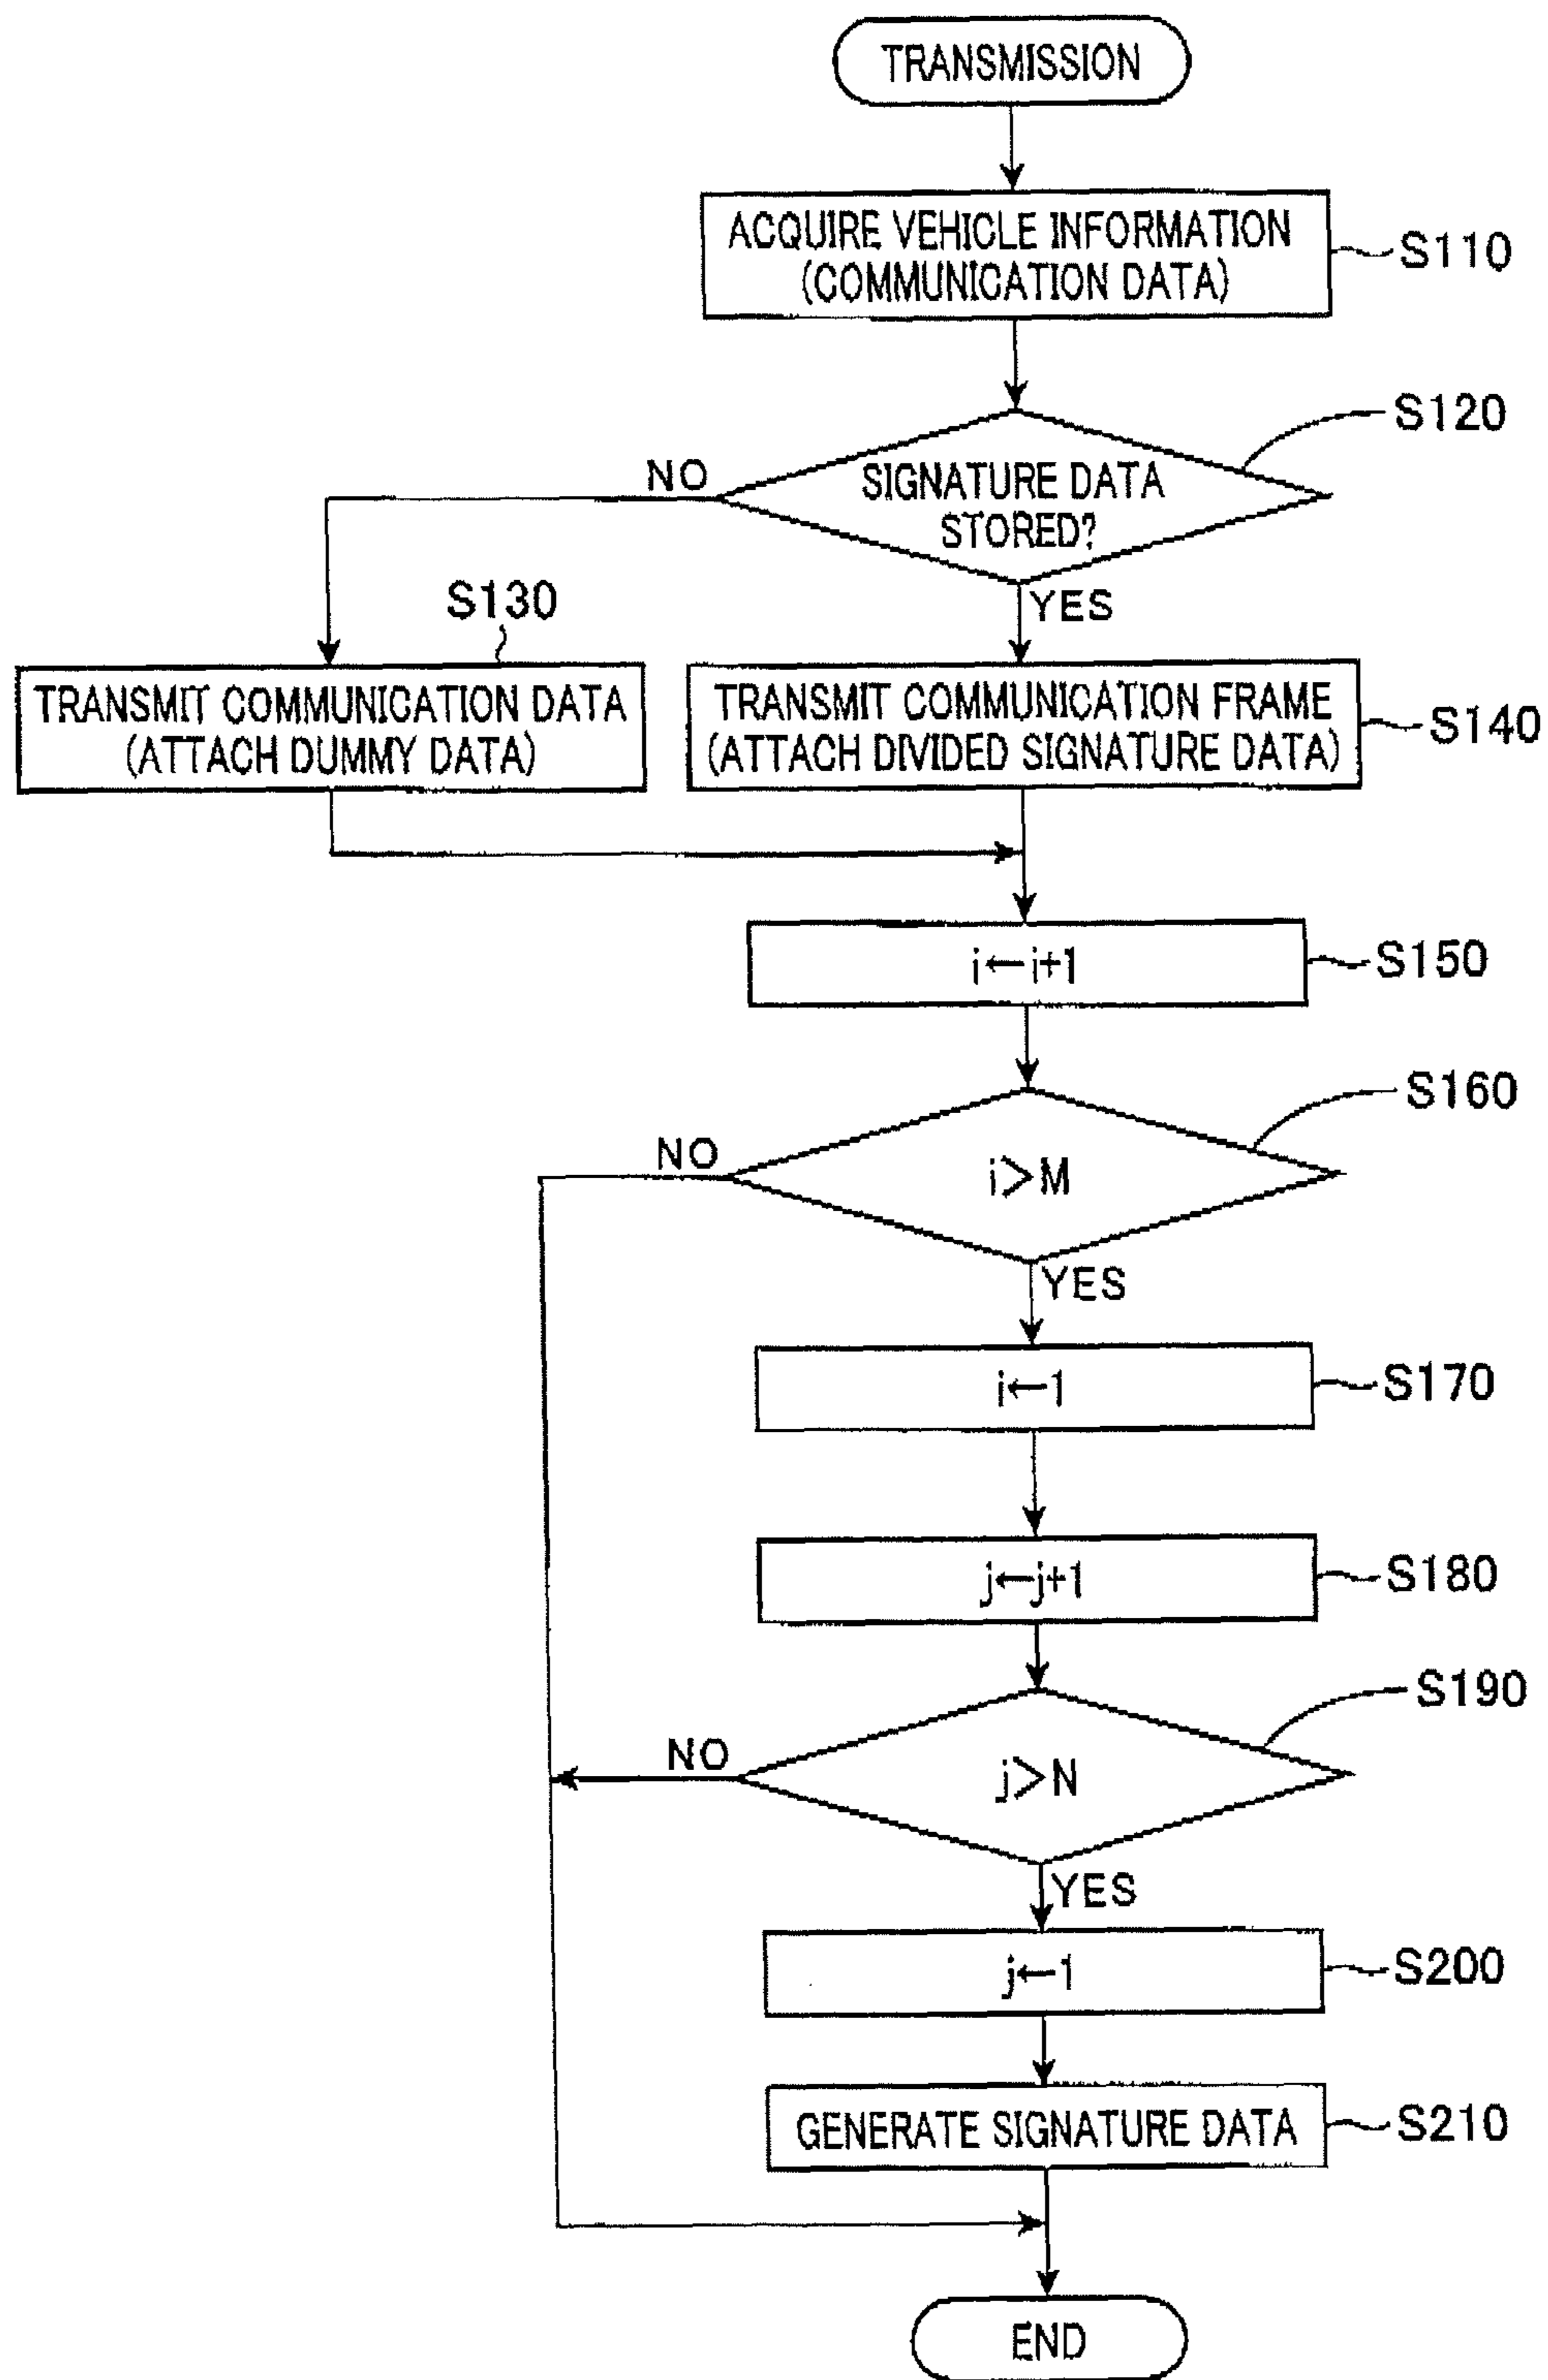 TRANSMISSION
ACQUIRE VEHICLE INFORMATION
(COMMUNICATION DATA)
S110
S120
NO
SIGNATURE DATA
STORED?
YES
S130
TRANSMIT COMMUNICATION DATA
(ATTACH DUMMY DATA)
TRANSMIT COMMUNICATION FRAME
(ATTACH DIVIDED SIGNATURE DATA)
S140
i←i+1
S150
S160
NO
i>M
YES
i←1
S170
j←j+1
S180
S190
NO
j>N
YES
j←1
S200
GENERATE SIGNATURE DATA
S210
END